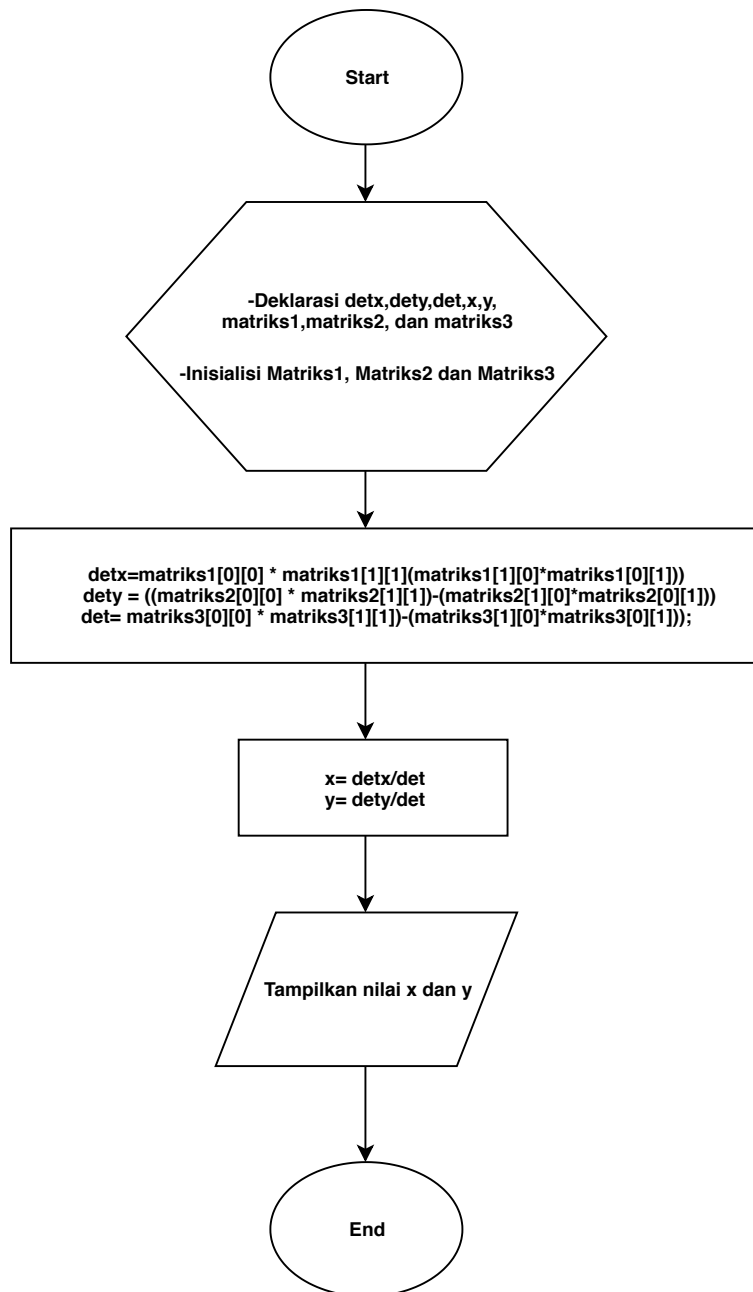 Start
-Deklarasi detx,dety,det,x,y,
matriks1,matriks2, dan matriks3
-Inisialisi Matriks1, Matriks2 dan Matriks3
detx=matriks1[0][0] * matriks1[1][1](matriks1[1][0]*matriks1[0][1]))
dety = ((matriks2[0][0] * matriks2[1][1])-(matriks2[1][0]*matriks2[0][1]))
det= matriks3[0][0] * matriks3[1][1])-(matriks3[1][0]*matriks3[0][1]));
x= detx/det
y= dety/det
Tampilkan nilai x dan y
End